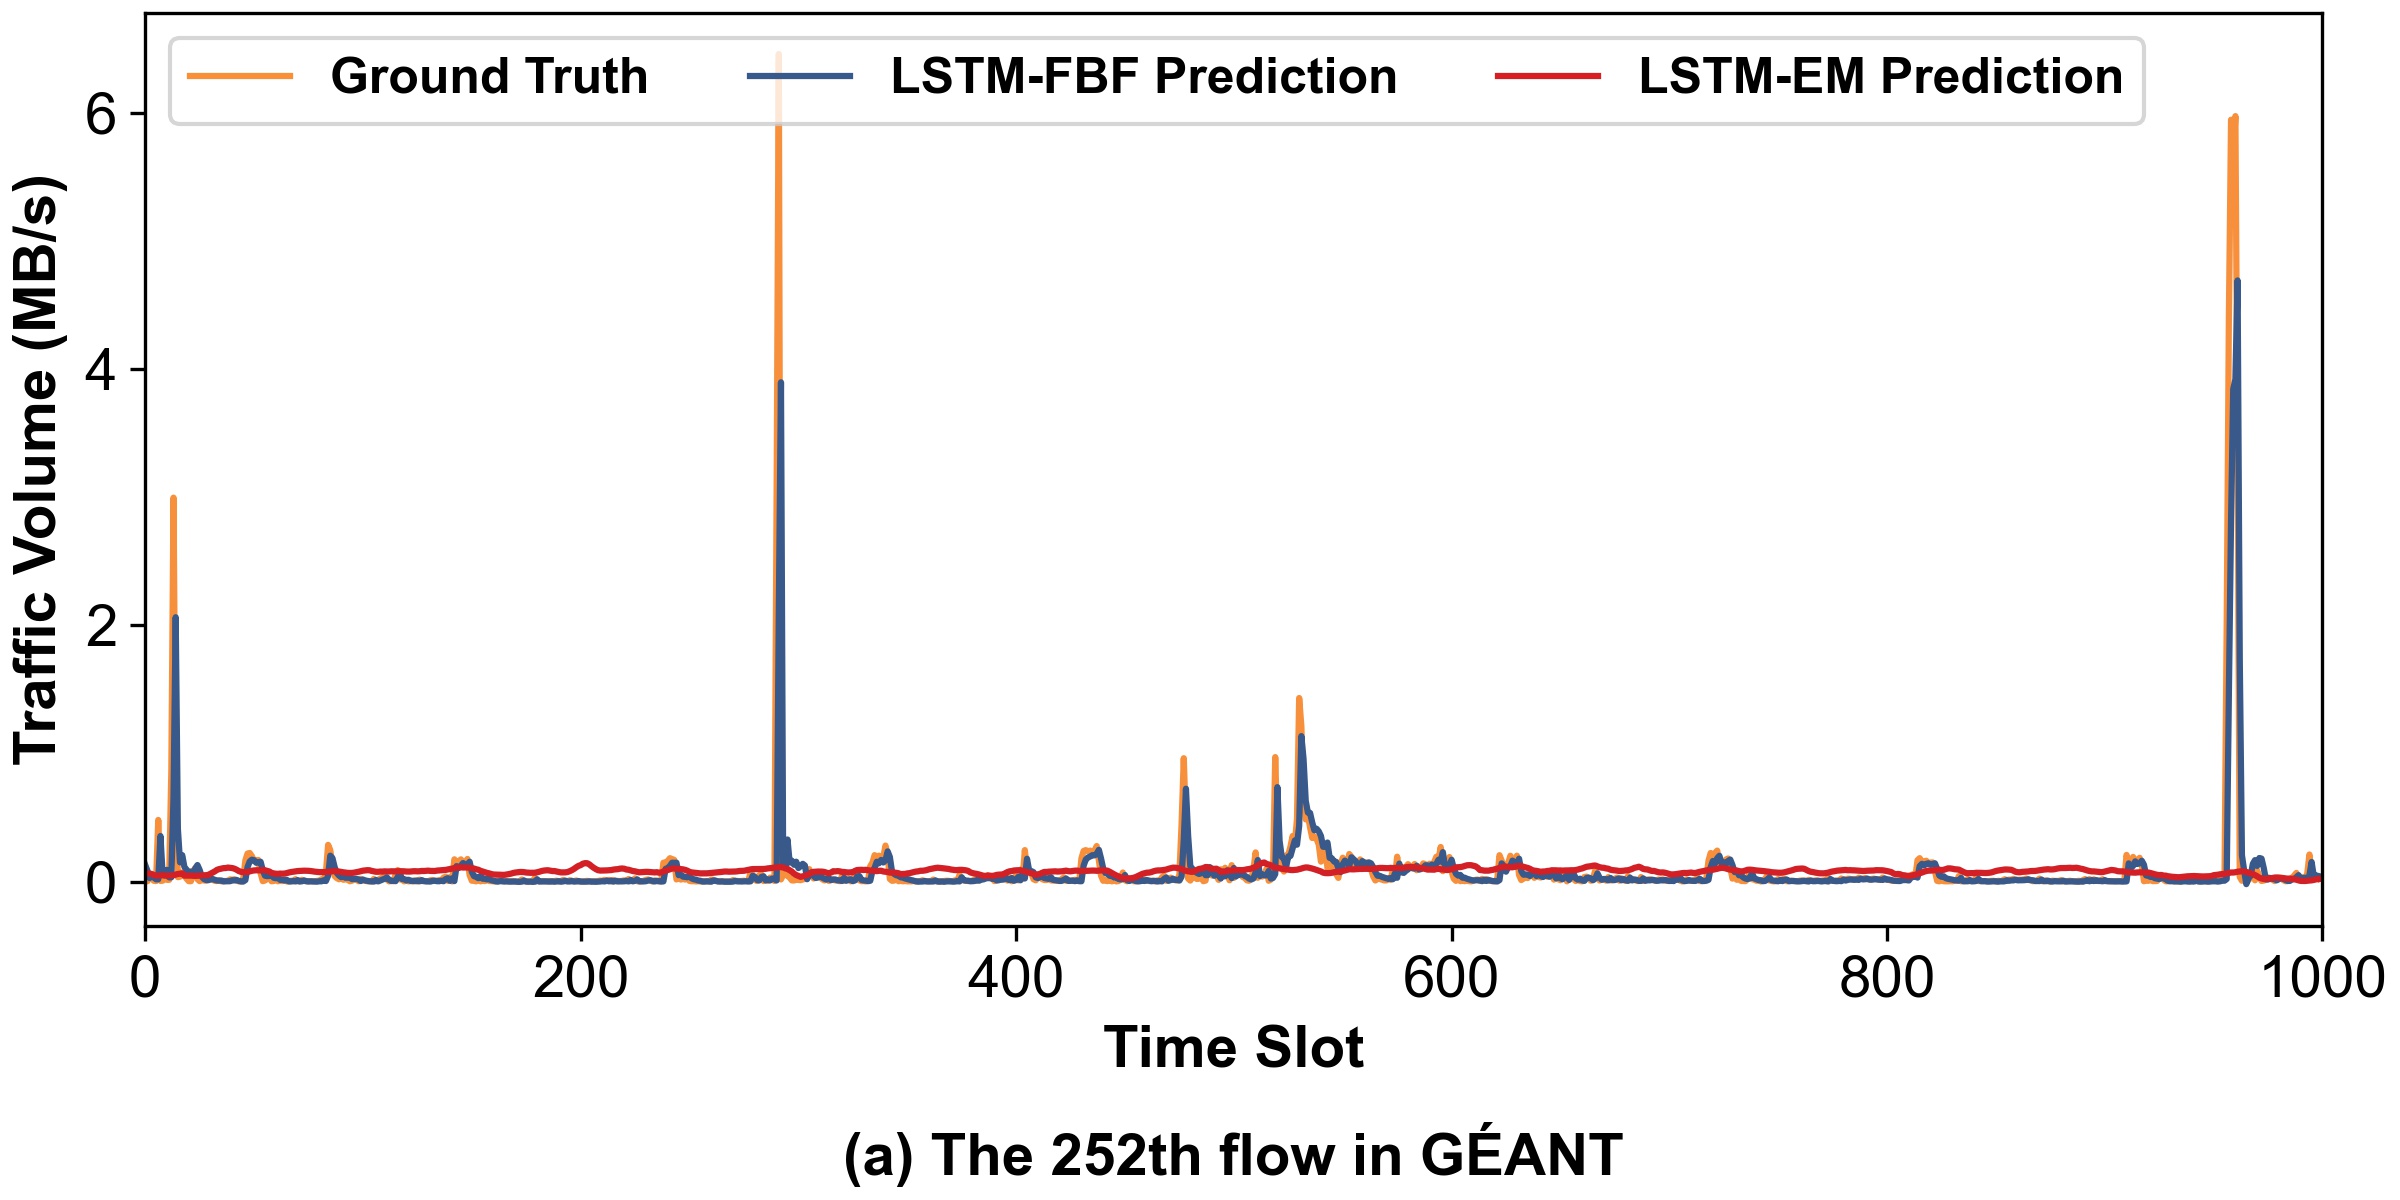 Ground Truth
LSTM-FBF Prediction
LSTM-EM Prediction
Traffic Volume (MB/s)
6
4
2
0
0
200
400
600
800
1000
Time Slot
(a) The 252th flow in GÉANT